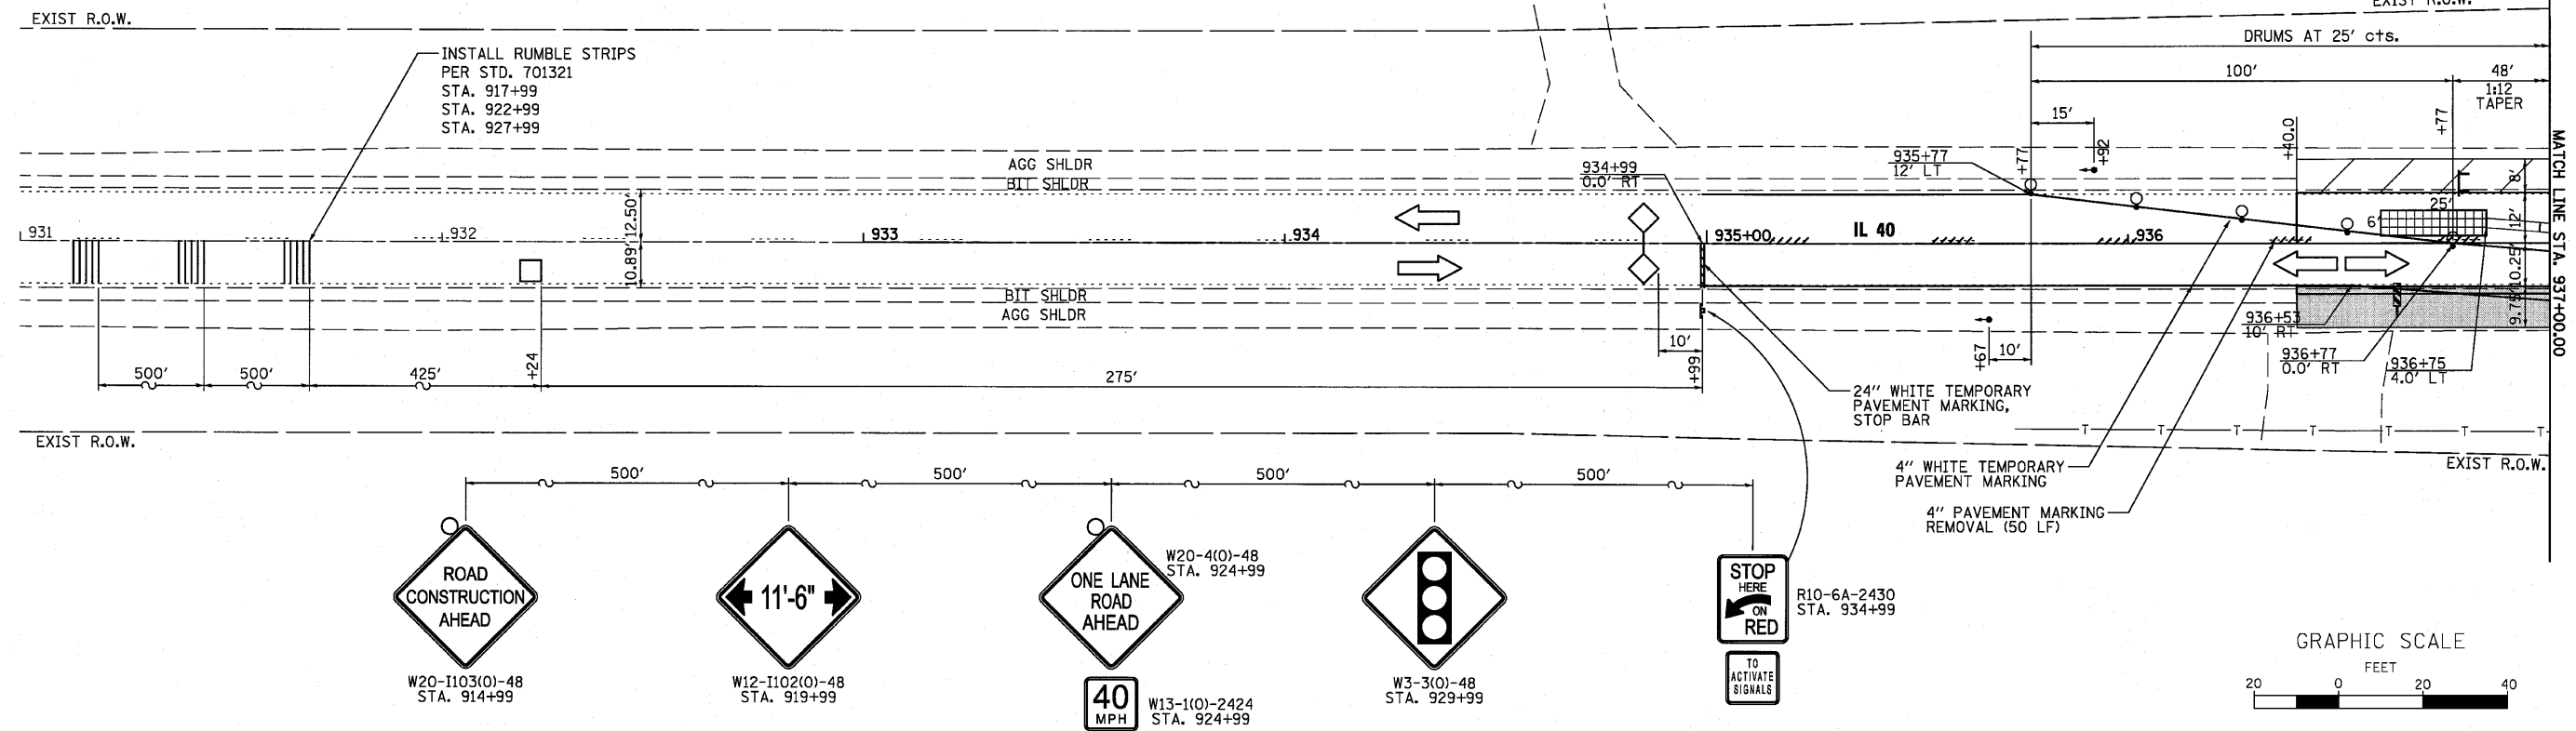 EXIST R.O.W.
EXIST R.O.W.
INSTALL RUMBLE STRIPS
PER STD. 701321
STA. 917+99
STA. 922+99
STA. 927+99
DRUMS AT 25' cts.
100'
48'
1:12
TAPER
15'
+77
+92
+40.0
+77
MATCH LINE STA. 937+00.00
AGG SHLDR
BIT SHLDR
934+99
0.0' RT
935+77
12' LT
8'
25'
6'
12'
931
932
933
934
935+00
IL 40
936
12.50'
10.89'
10.25'
9.75'
BIT SHLDR
AGG SHLDR
936+53
10' RT
936+77
0.0' RT
936+75
4.0' LT
10'
+99
+67
10'
+24
500'
500'
425'
275'
24" WHITE TEMPORARY
PAVEMENT MARKING,
STOP BAR
T T T T T T T
EXIST R.O.W.
EXIST R.O.W.
4" WHITE TEMPORARY
PAVEMENT MARKING
4" PAVEMENT MARKING
REMOVAL (50 LF)
500'
500'
500'
500'
ROAD
CONSTRUCTION
AHEAD
W20-I103(O)-48
STA. 914+99
11'-6"
W12-I102(O)-48
STA. 919+99
ONE LANE
ROAD
AHEAD
W20-4(O)-48
STA. 924+99
40
MPH
W13-1(O)-2424
STA. 924+99
W3-3(O)-48
STA. 929+99
STOP
HERE
ON
RED
R10-6A-2430
STA. 934+99
TO
ACTIVATE
SIGNALS
GRAPHIC SCALE
FEET
20 0 20 40